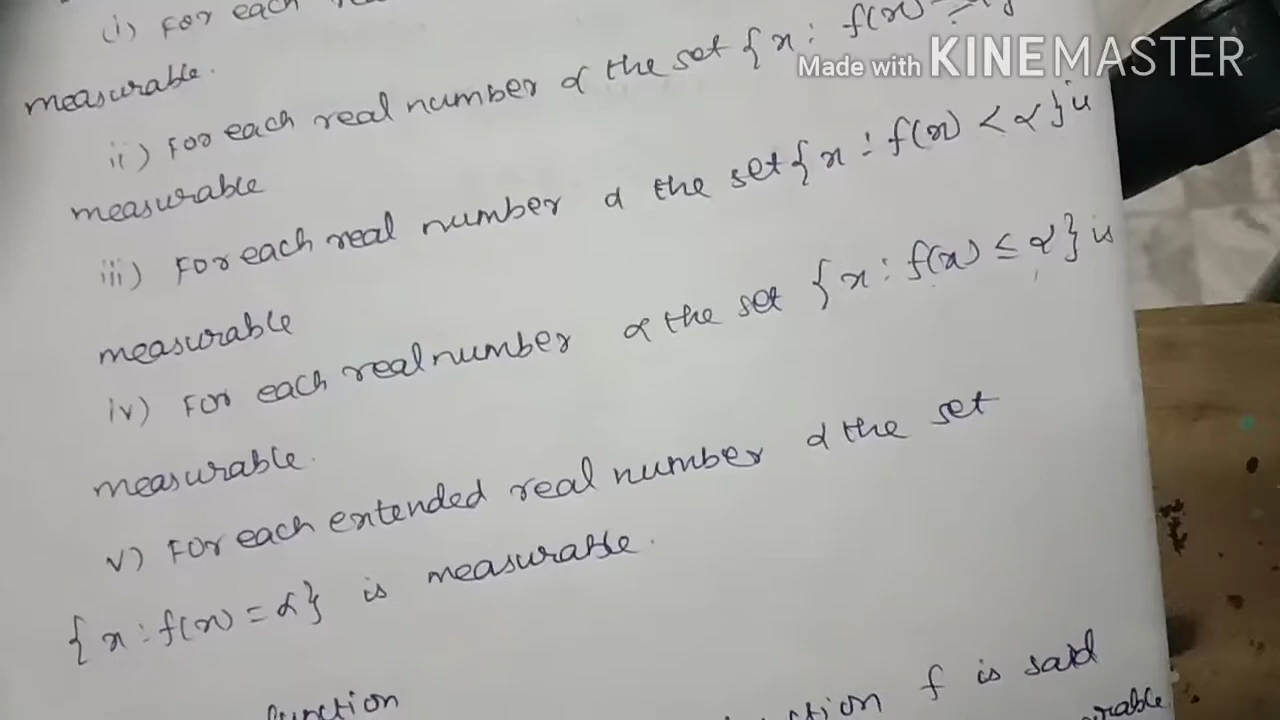 (i) For each
measurable.
ii) For each real number α the set {x : f(x)
measurable
iii) For each real number α the set {x : f(x) < α} is
measurable
iv) For each real number α the set {x : f(x) ≤ α} is
measurable.
v) For each extended real number α the set
{x : f(x) = α} is measurable.
function f is said
Made with KINEMASTER